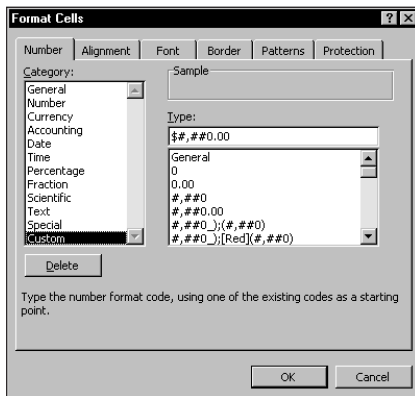 Format Cells
Number Alignment Font Border Patterns Protection
Category:
General
Number
Currency
Accounting
Date
Time
Percentage
Fraction
Scientific
Text
Special
Custom
Sample
Type:
$#,##0.00
General
0
0.00
#,##0
#,##0.00
#,##0_);(#,##0)
#,##0_);[Red](#,##0)
Delete
Type the number format code, using one of the existing codes as a starting
point.
OK Cancel